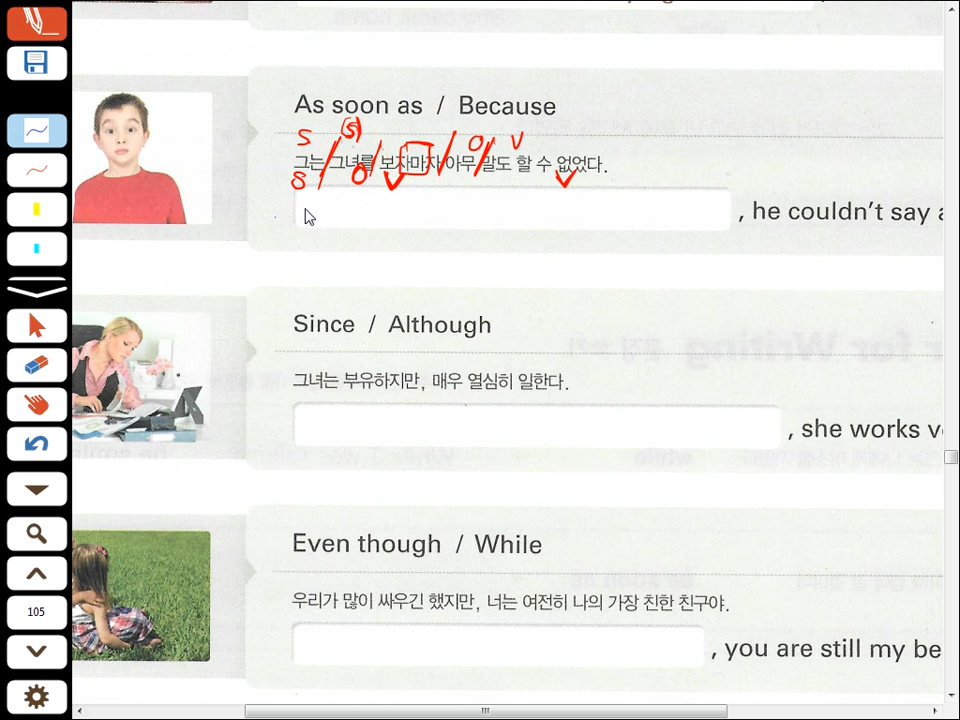 As soon as / Because
S (S) O V
그는 그녀를 보자마자 아무 말도 할 수 없었다.
S O V V
, he couldn't say a
Since / Although
그녀는 부유하지만, 매우 열심히 일한다.
, she works v
Even though / While
우리가 많이 싸우긴 했지만, 너는 여전히 나의 가장 친한 친구야.
105
, you are still my be